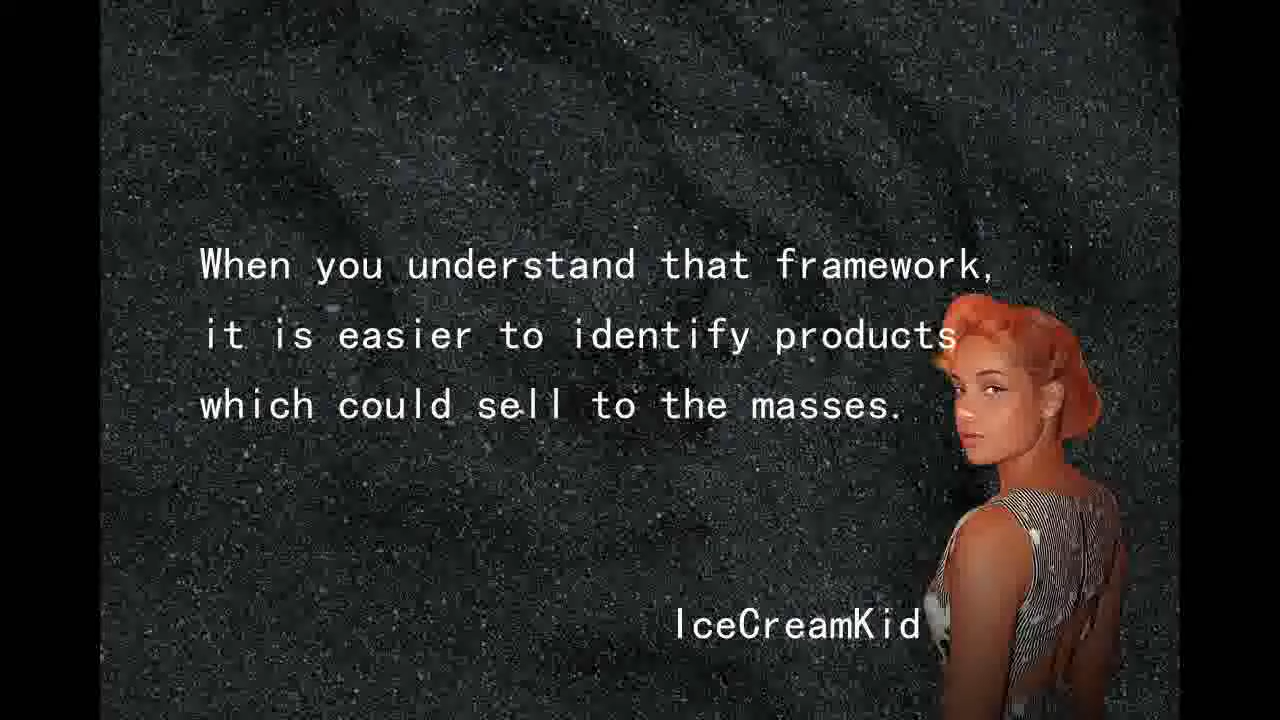 When you understand that framework,
it is easier to identify products
which could sell to the masses.
IceCreamKid